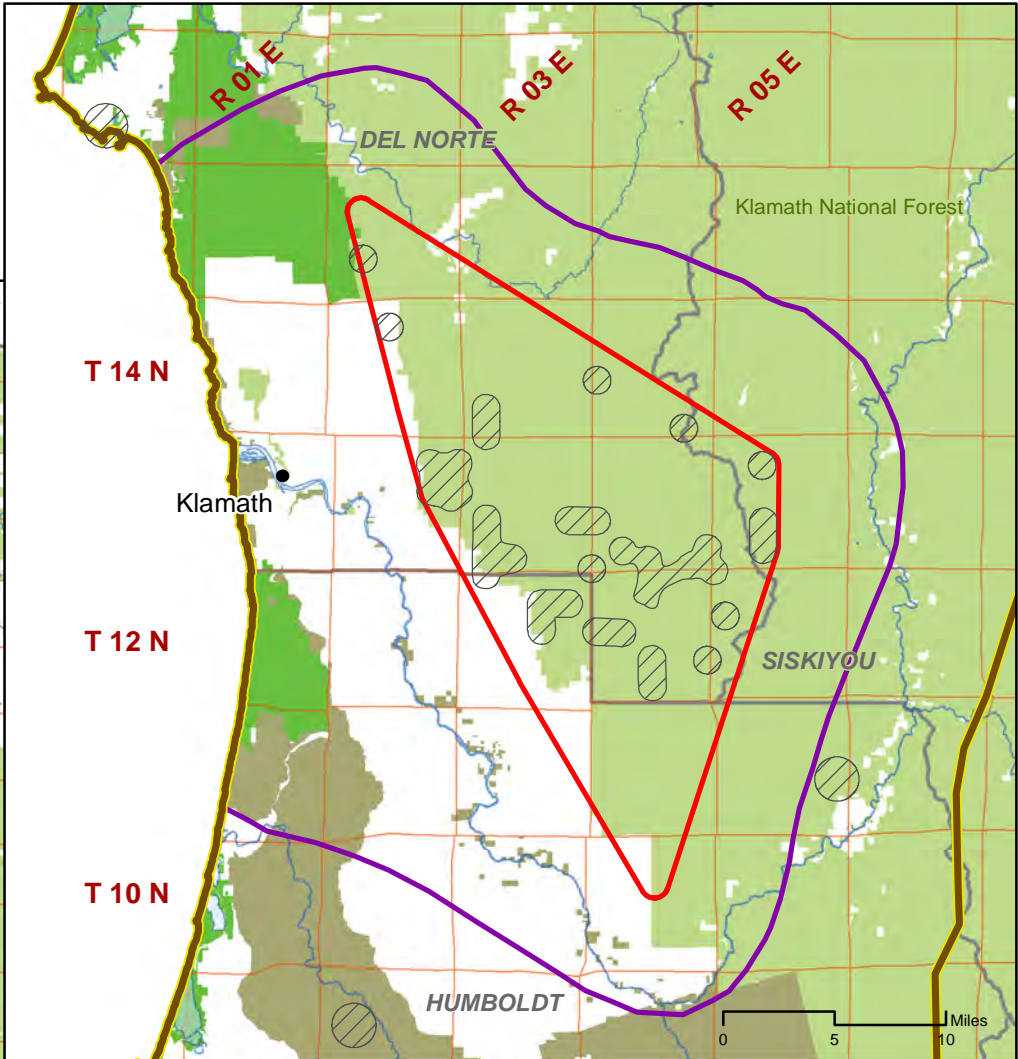 R 01 E
R 03 E
R 05 E
DEL NORTE
Klamath National Forest
T 14 N
Klamath
T 12 N
SISKIYOU
T 10 N
HUMBOLDT
Miles
0 5 10